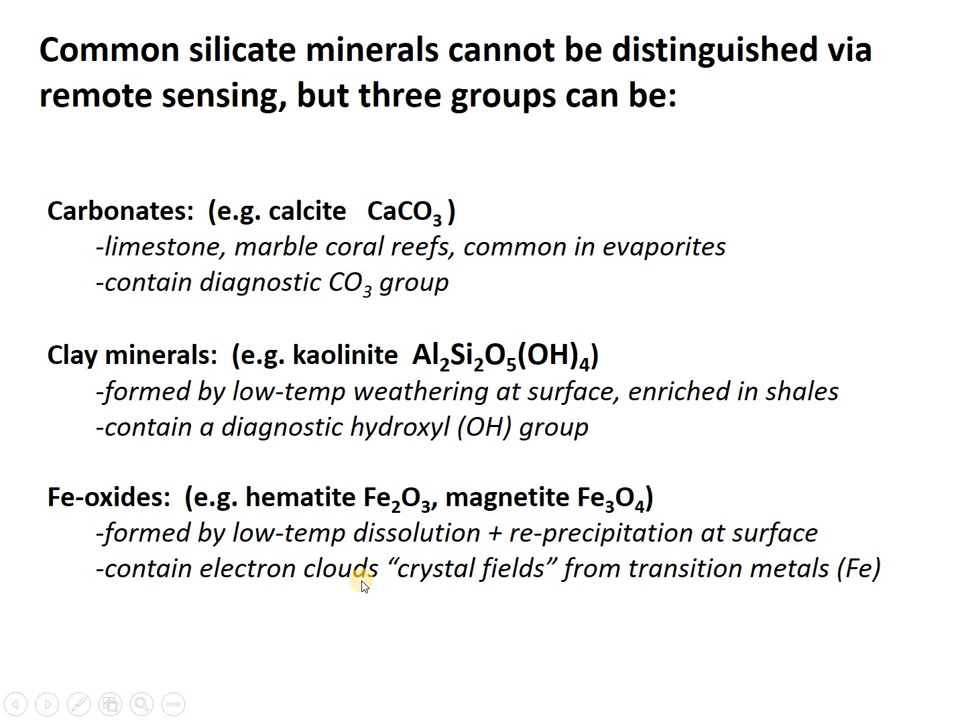 Common silicate minerals cannot be distinguished via
remote sensing, but three groups can be:
Carbonates: (e.g. calcite CaCO₃ )
-limestone, marble coral reefs, common in evaporites
-contain diagnostic CO₃ group
Clay minerals: (e.g. kaolinite Al₂Si₂O₅(OH)₄)
-formed by low-temp weathering at surface, enriched in shales
-contain a diagnostic hydroxyl (OH) group
Fe-oxides: (e.g. hematite Fe₂O₃, magnetite Fe₃O₄)
-formed by low-temp dissolution + re-precipitation at surface
-contain electron clouds “crystal fields” from transition metals (Fe)